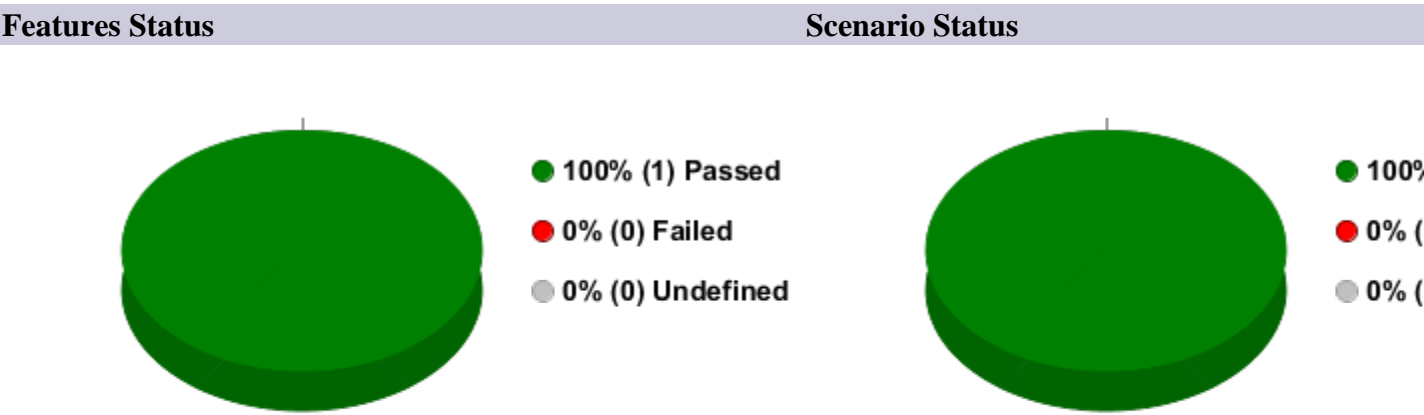 Features Status
Scenario Status
100% (1) Passed
0% (0) Failed
0% (0) Undefined
100%
0% (
0% (